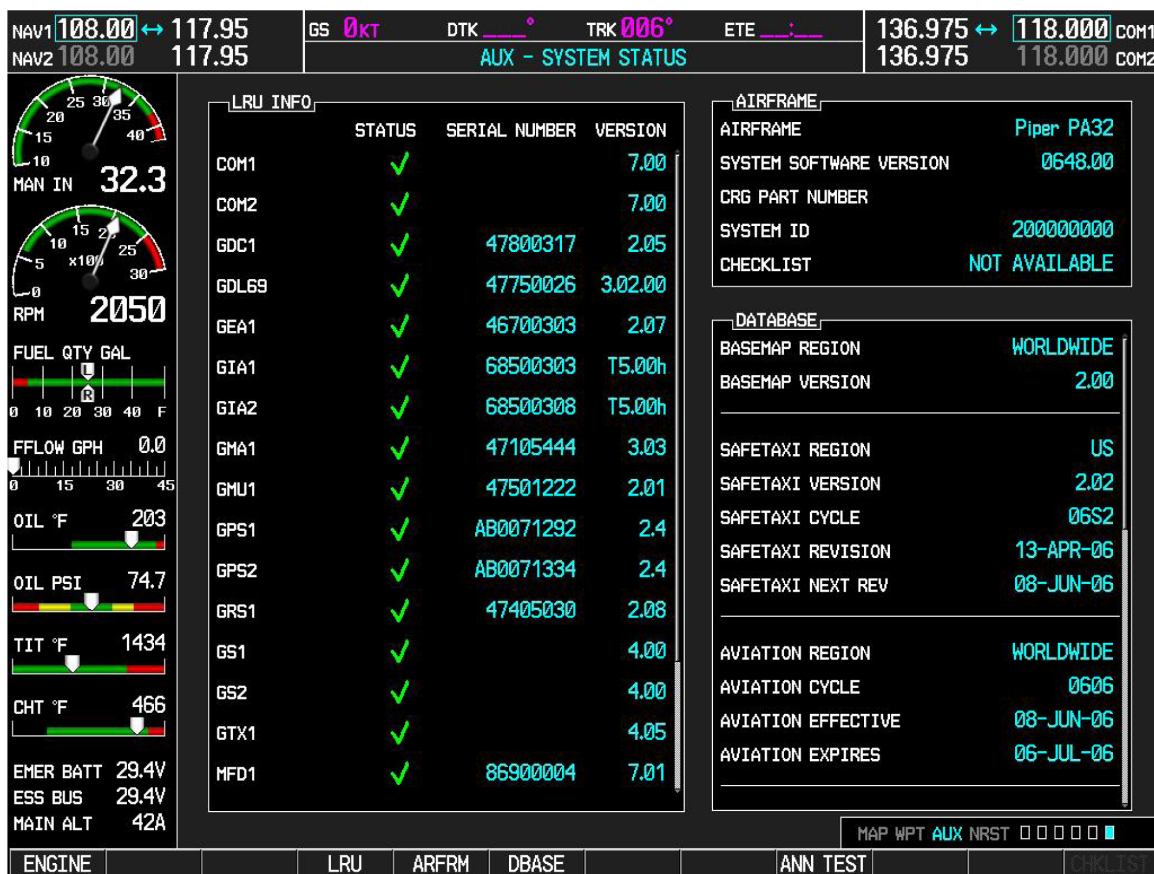 NAV1 108.00 ↔ 117.95 GS 0KT DTK ___° TRK 006° ETE __:__ 136.975 ↔ 118.000 COM1
NAV2 108.00 117.95 AUX - SYSTEM STATUS 136.975 118.000 COM2
10 15 20 25 30 35 40
MAN IN 32.3
0 5 10 15 20 25 30
x100
RPM 2050
FUEL QTY GAL
L
R
0 10 20 30 40 F
FFLOW GPH 0.0
0 15 30 45
OIL °F 203
OIL PSI 74.7
TIT °F 1434
CHT °F 466
EMER BATT 29.4V
ESS BUS 29.4V
MAIN ALT 42A
LRU INFO
STATUS SERIAL NUMBER VERSION
COM1 ✓ 7.00
COM2 ✓ 7.00
GDC1 ✓ 47800317 2.05
GDL69 ✓ 47750026 3.02.00
GEA1 ✓ 46700303 2.07
GIA1 ✓ 68500303 T5.00h
GIA2 ✓ 68500308 T5.00h
GMA1 ✓ 47105444 3.03
GMU1 ✓ 47501222 2.01
GPS1 ✓ AB0071292 2.4
GPS2 ✓ AB0071334 2.4
GRS1 ✓ 47405030 2.08
GS1 ✓ 4.00
GS2 ✓ 4.00
GTX1 ✓ 4.05
MFD1 ✓ 86900004 7.01
AIRFRAME
AIRFRAME Piper PA32
SYSTEM SOFTWARE VERSION 0648.00
CRG PART NUMBER
SYSTEM ID 200000000
CHECKLIST NOT AVAILABLE
DATABASE
BASEMAP REGION WORLDWIDE
BASEMAP VERSION 2.00
SAFETAXI REGION US
SAFETAXI VERSION 2.02
SAFETAXI CYCLE 06S2
SAFETAXI REVISION 13-APR-06
SAFETAXI NEXT REV 08-JUN-06
AVIATION REGION WORLDWIDE
AVIATION CYCLE 0606
AVIATION EFFECTIVE 08-JUN-06
AVIATION EXPIRES 06-JUL-06
MAP WPT AUX NRST
ENGINE LRU ARFRM DBASE ANN TEST CHKLIST